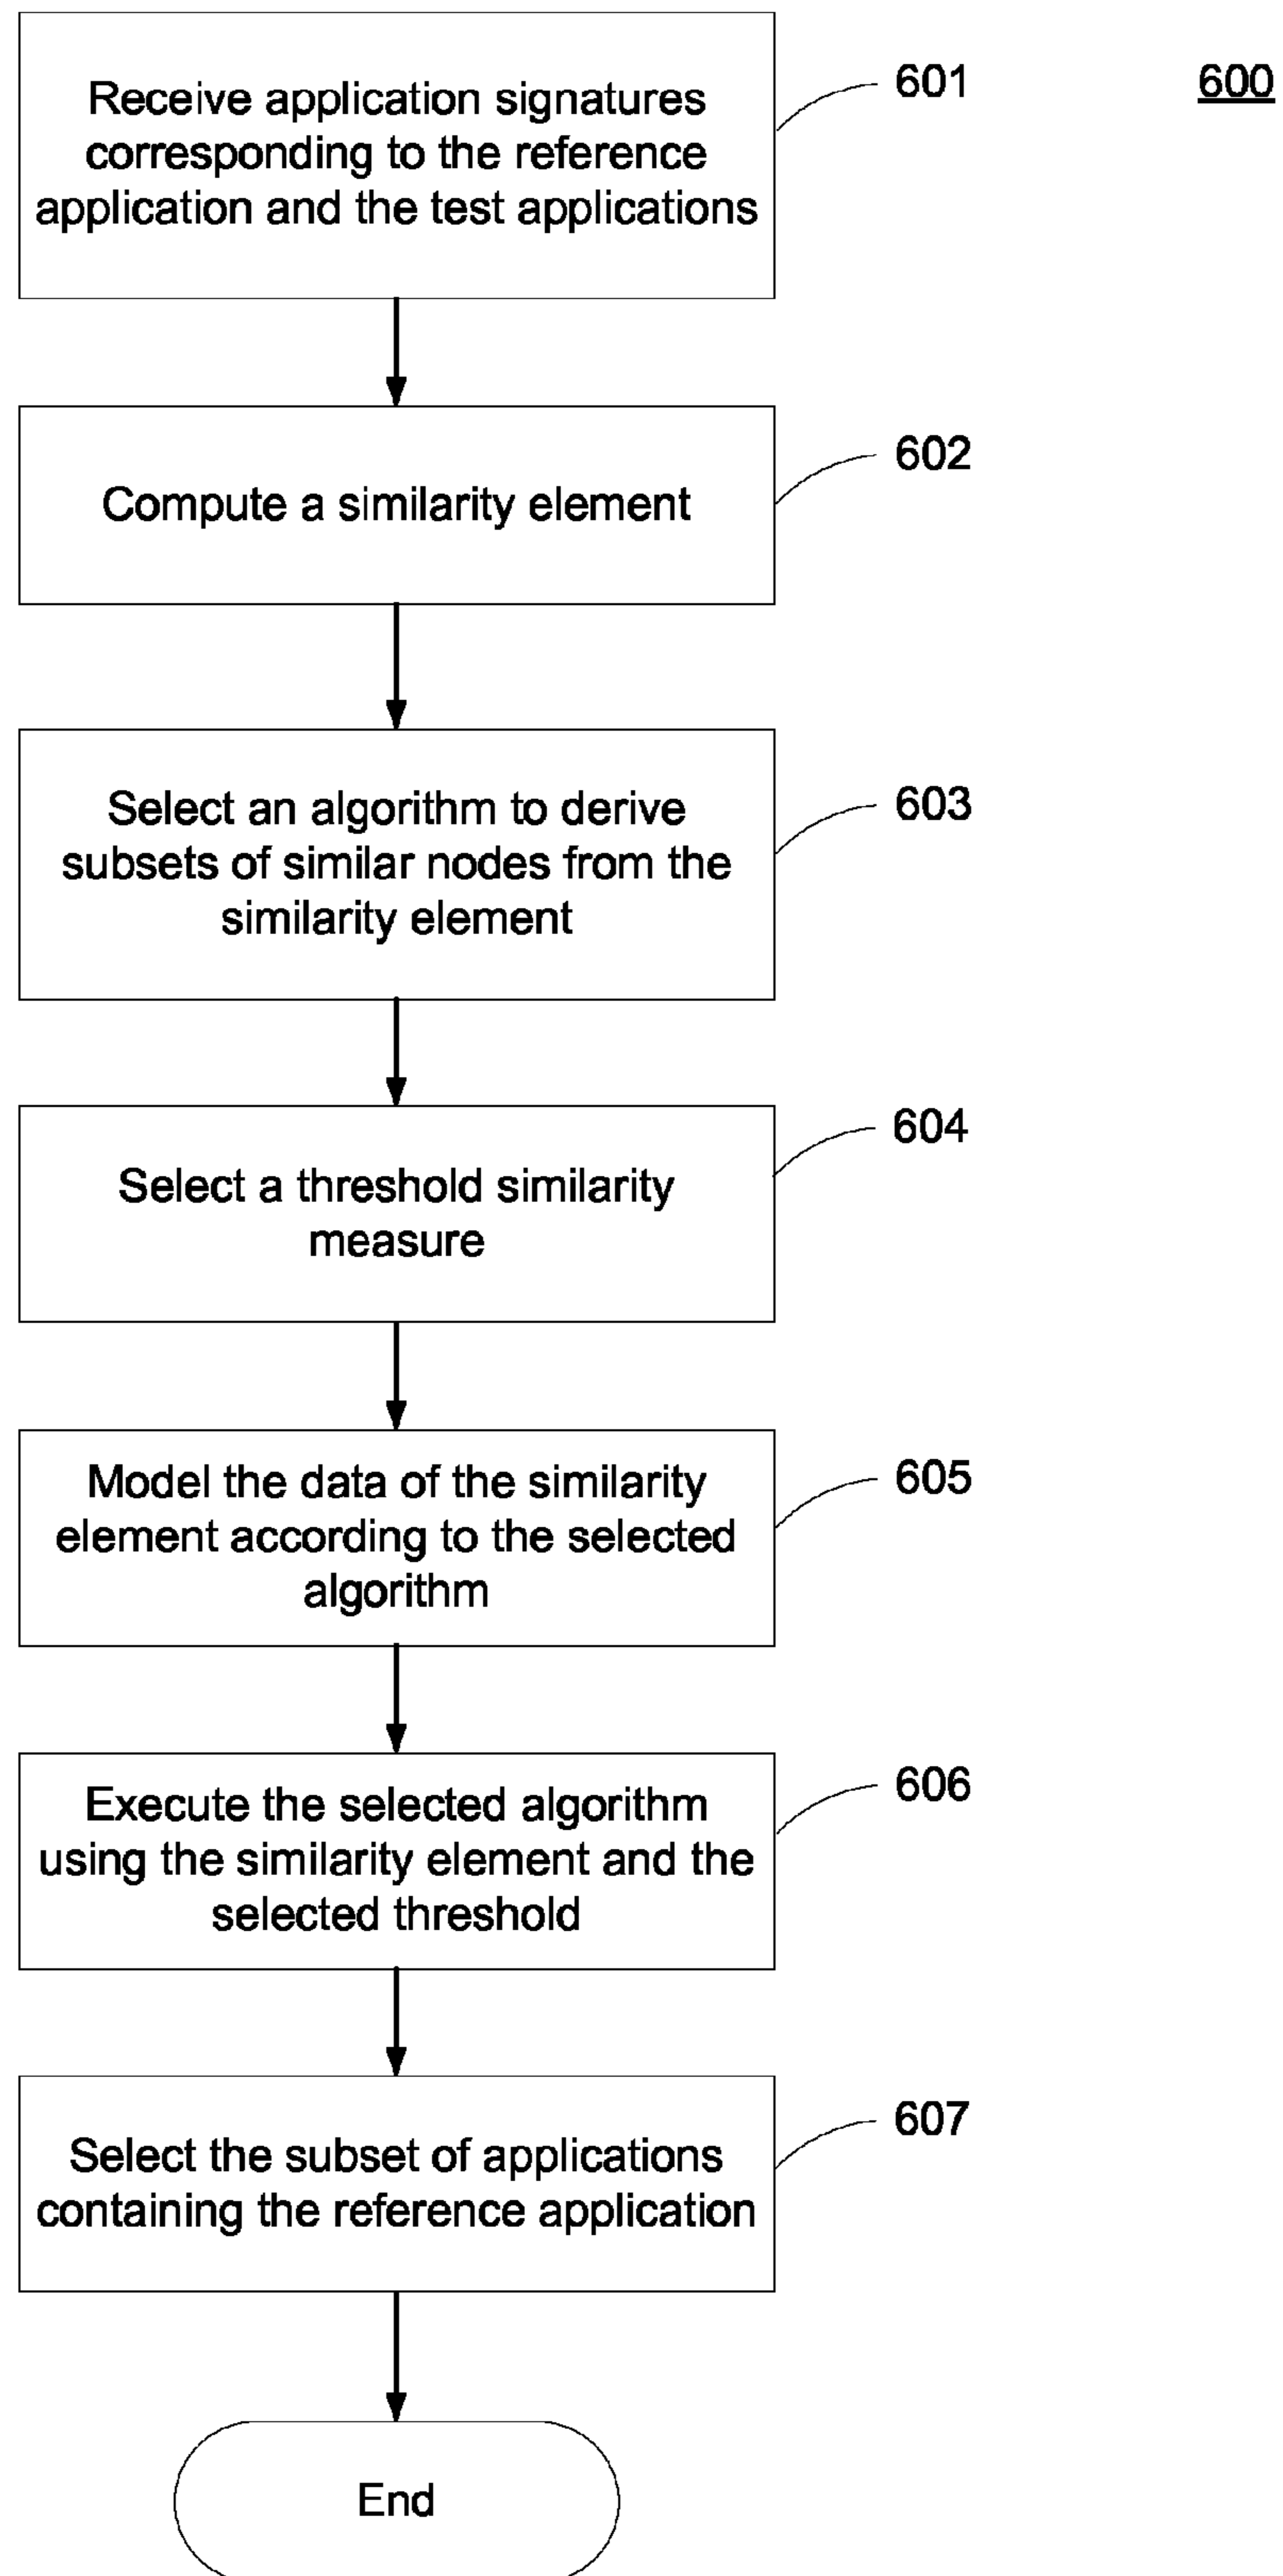 Receive application signatures
corresponding to the reference
application and the test applications
601
600
Compute a similarity element
602
Select an algorithm to derive
subsets of similar nodes from the
similarity element
603
Select a threshold similarity
measure
604
Model the data of the similarity
element according to the selected
algorithm
605
Execute the selected algorithm
using the similarity element and the
selected threshold
606
Select the subset of applications
containing the reference application
607
End